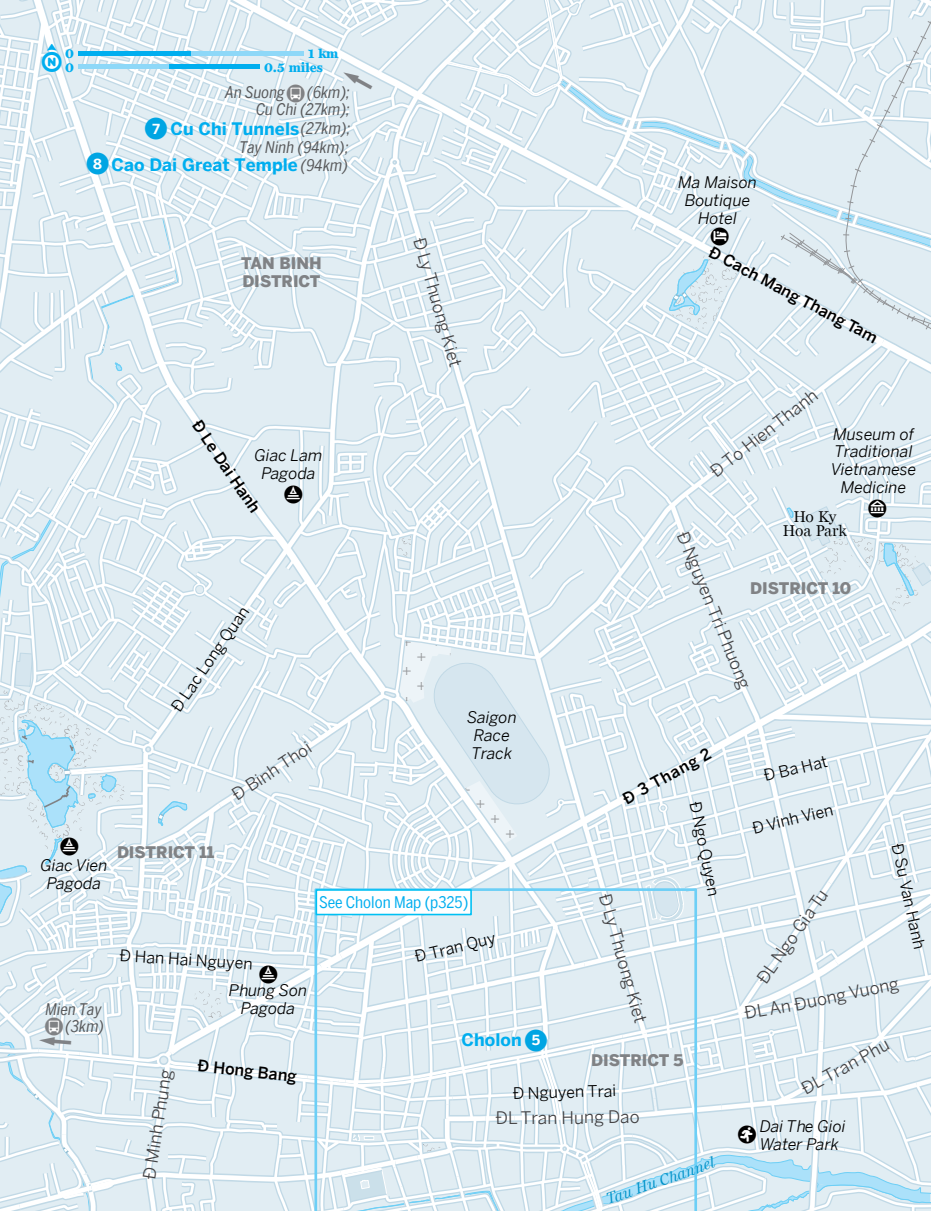 N
0 1 km
0 0.5 miles
An Suong (6km);
Cu Chi (27km);
7 Cu Chi Tunnels (27km);
Tay Ninh (94km);
8 Cao Dai Great Temple (94km)
Ma Maison
Boutique
Hotel
Đ Cach Mang Thang Tam
TAN BINH
DISTRICT
Đ Ly Thuong Kiet
Đ To Hien Thanh
Đ Le Dai Hanh
Giac Lam
Pagoda
Museum of
Traditional
Vietnamese
Medicine
Ho Ky
Hoa Park
Đ Nguyen Tri Phuong
DISTRICT 10
Đ Lac Long Quan
Saigon
Race
Track
Đ Binh Thoi
Đ 3 Thang 2
Đ Ba Hat
Đ Vinh Vien
Đ Ngo Quyen
Đ Su Van Hanh
Giac Vien
Pagoda
DISTRICT 11
See Cholon Map (p325)
Đ Ly Thuong Kiet
ĐL Ngo Gia Tu
Đ Tran Quy
Đ Han Hai Nguyen
Phung Son
Pagoda
ĐL An Duong Vuong
Mien Tay
(3km)
Cholon 5
DISTRICT 5
ĐL Tran Phu
Đ Hong Bang
Đ Nguyen Trai
ĐL Tran Hung Dao
Đ Minh Phung
Dai The Gioi
Water Park
Tau Hu Channel